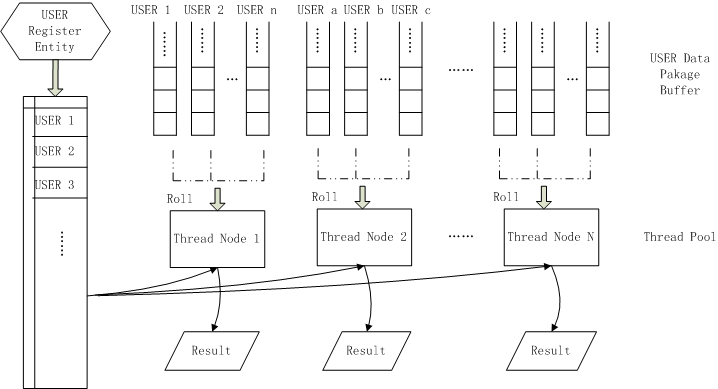 USER
Register
Entity
USER 1 USER 2 ... USER n
USER a USER b ... USER c
......
USER Data
Pakage
Buffer
USER 1
USER 2
USER 3
......
Roll
Roll
Roll
Thread Node 1
Thread Node 2
......
Thread Node N
Thread Pool
Result
Result
Result